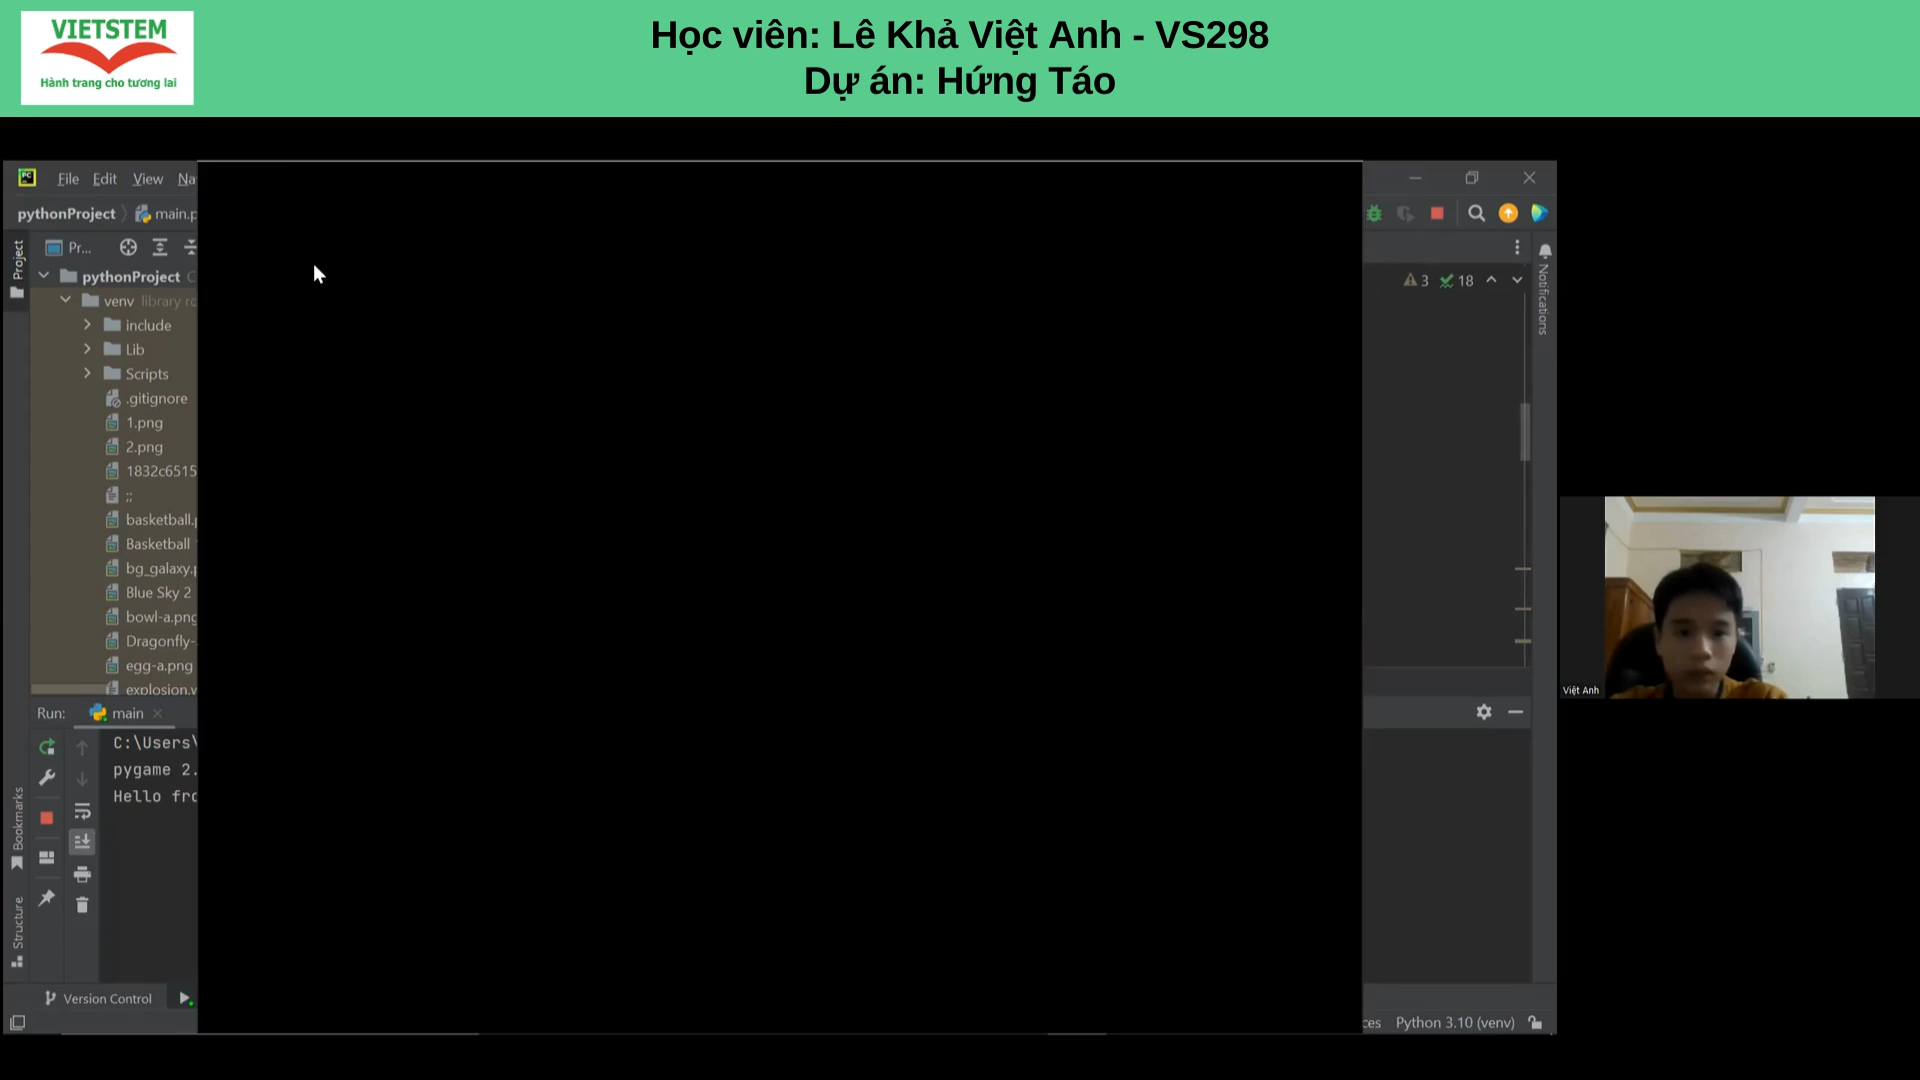 VIETSTEM
Hành trang cho tương lai
Học viên: Lê Khả Việt Anh - VS298
Dự án: Hứng Táo
File Edit View Na
pythonProject main.p
3 18
Project
Pr...
pythonProject
venv library ro
include
Lib
Scripts
.gitignore
1.png
2.png
1832c6515
;;
basketball.p
Basketball
bg_galaxy.p
Blue Sky 2
bowl-a.png
Dragonfly-
egg-a.png
explosion.w
Notifications
Việt Anh
Run: main
C:\Users\
pygame 2.
Hello fro
Bookmarks
Structure
Version Control
ces Python 3.10 (venv)